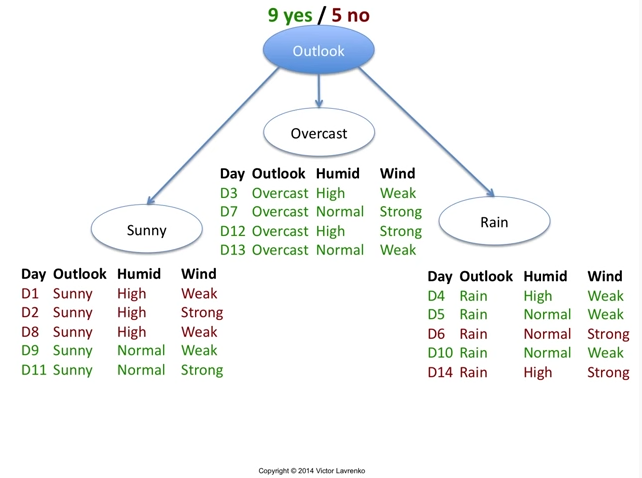 9 yes / 5 no
Outlook
Overcast
Day Outlook Humid Wind
D3 Overcast High Weak
D7 Overcast Normal Strong
D12 Overcast High Strong
D13 Overcast Normal Weak
Sunny
Day Outlook Humid Wind
D1 Sunny High Weak
D2 Sunny High Strong
D8 Sunny High Weak
D9 Sunny Normal Weak
D11 Sunny Normal Strong
Rain
Day Outlook Humid Wind
D4 Rain High Weak
D5 Rain Normal Weak
D6 Rain Normal Strong
D10 Rain Normal Weak
D14 Rain High Strong
Copyright © 2014 Victor Lavrenko